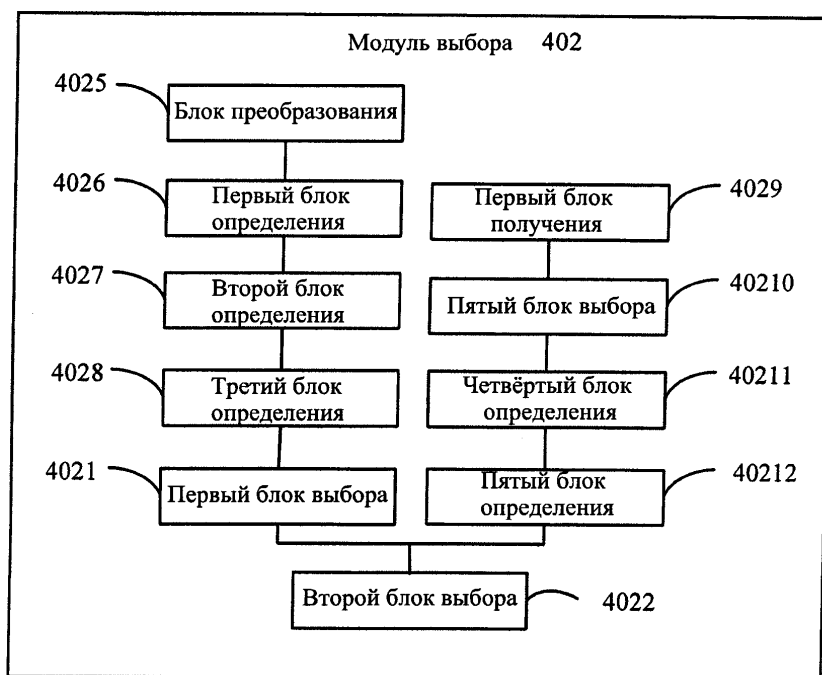 Модуль выбора 402
4025
Блок преобразования
4026
Первый блок
определения
4029
Первый блок
получения
4027
Второй блок
определения
40210
Пятый блок выбора
4028
Третий блок
определения
40211
Четвёртый блок
определения
4021
Первый блок выбора
40212
Пятый блок
определения
Второй блок выбора
4022